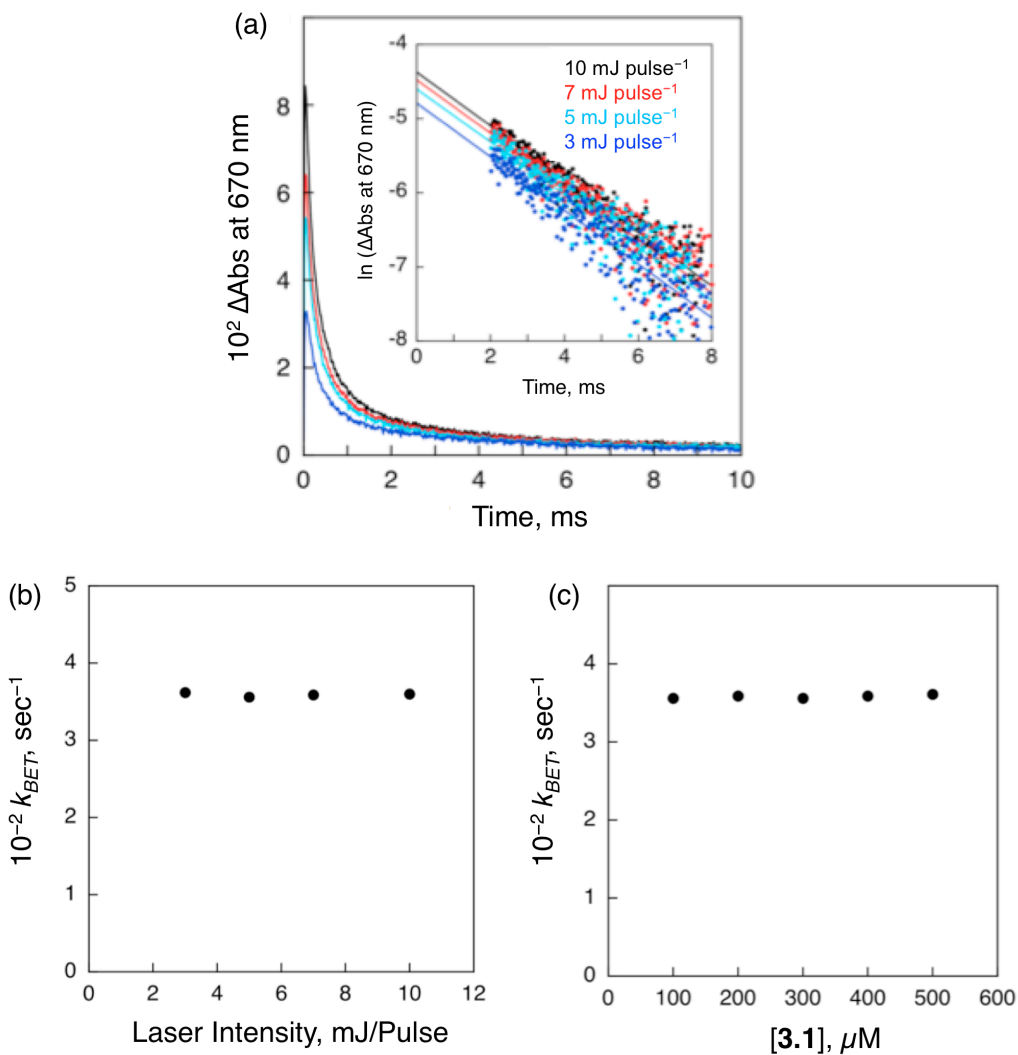 (a)
10² ΔAbs at 670 nm
8
6
4
2
0
0 2 4 6 8 10
Time, ms
ln (ΔAbs at 670 nm)
-4
-5
-6
-7
-8
0 2 4 6 8
Time, ms
10 mJ pulse⁻¹
7 mJ pulse⁻¹
5 mJ pulse⁻¹
3 mJ pulse⁻¹
(b)
10⁻² k_BET, sec⁻¹
5
4
3
2
1
0
0 2 4 6 8 10 12
Laser Intensity, mJ/Pulse
(c)
10⁻² k_BET, sec⁻¹
4
3
2
1
0
0 100 200 300 400 500 600
[3.1], μM